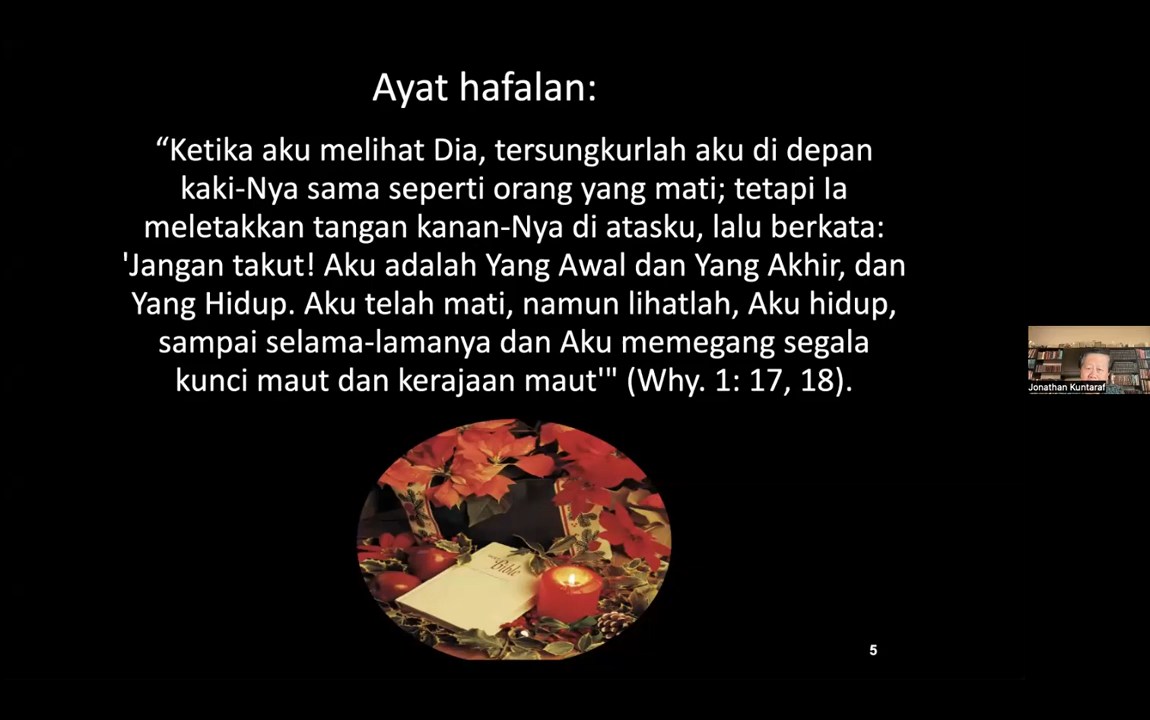 Ayat hafalan:
“Ketika aku melihat Dia, tersungkurlah aku di depan
kaki-Nya sama seperti orang yang mati; tetapi Ia
meletakkan tangan kanan-Nya di atasku, lalu berkata:
'Jangan takut! Aku adalah Yang Awal dan Yang Akhir, dan
Yang Hidup. Aku telah mati, namun lihatlah, Aku hidup,
sampai selama-lamanya dan Aku memegang segala
kunci maut dan kerajaan maut'" (Why. 1: 17, 18).
Jonathan Kuntaraf
Bible
5